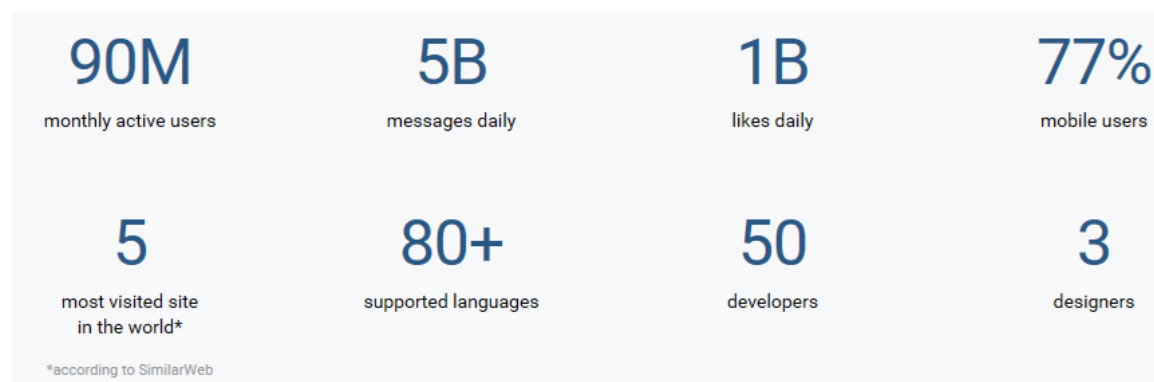 90M
5B
1B
77%
monthly active users
messages daily
likes daily
mobile users
5
80+
50
3
most visited site
in the world*
supported languages
developers
designers
*according to SimilarWeb